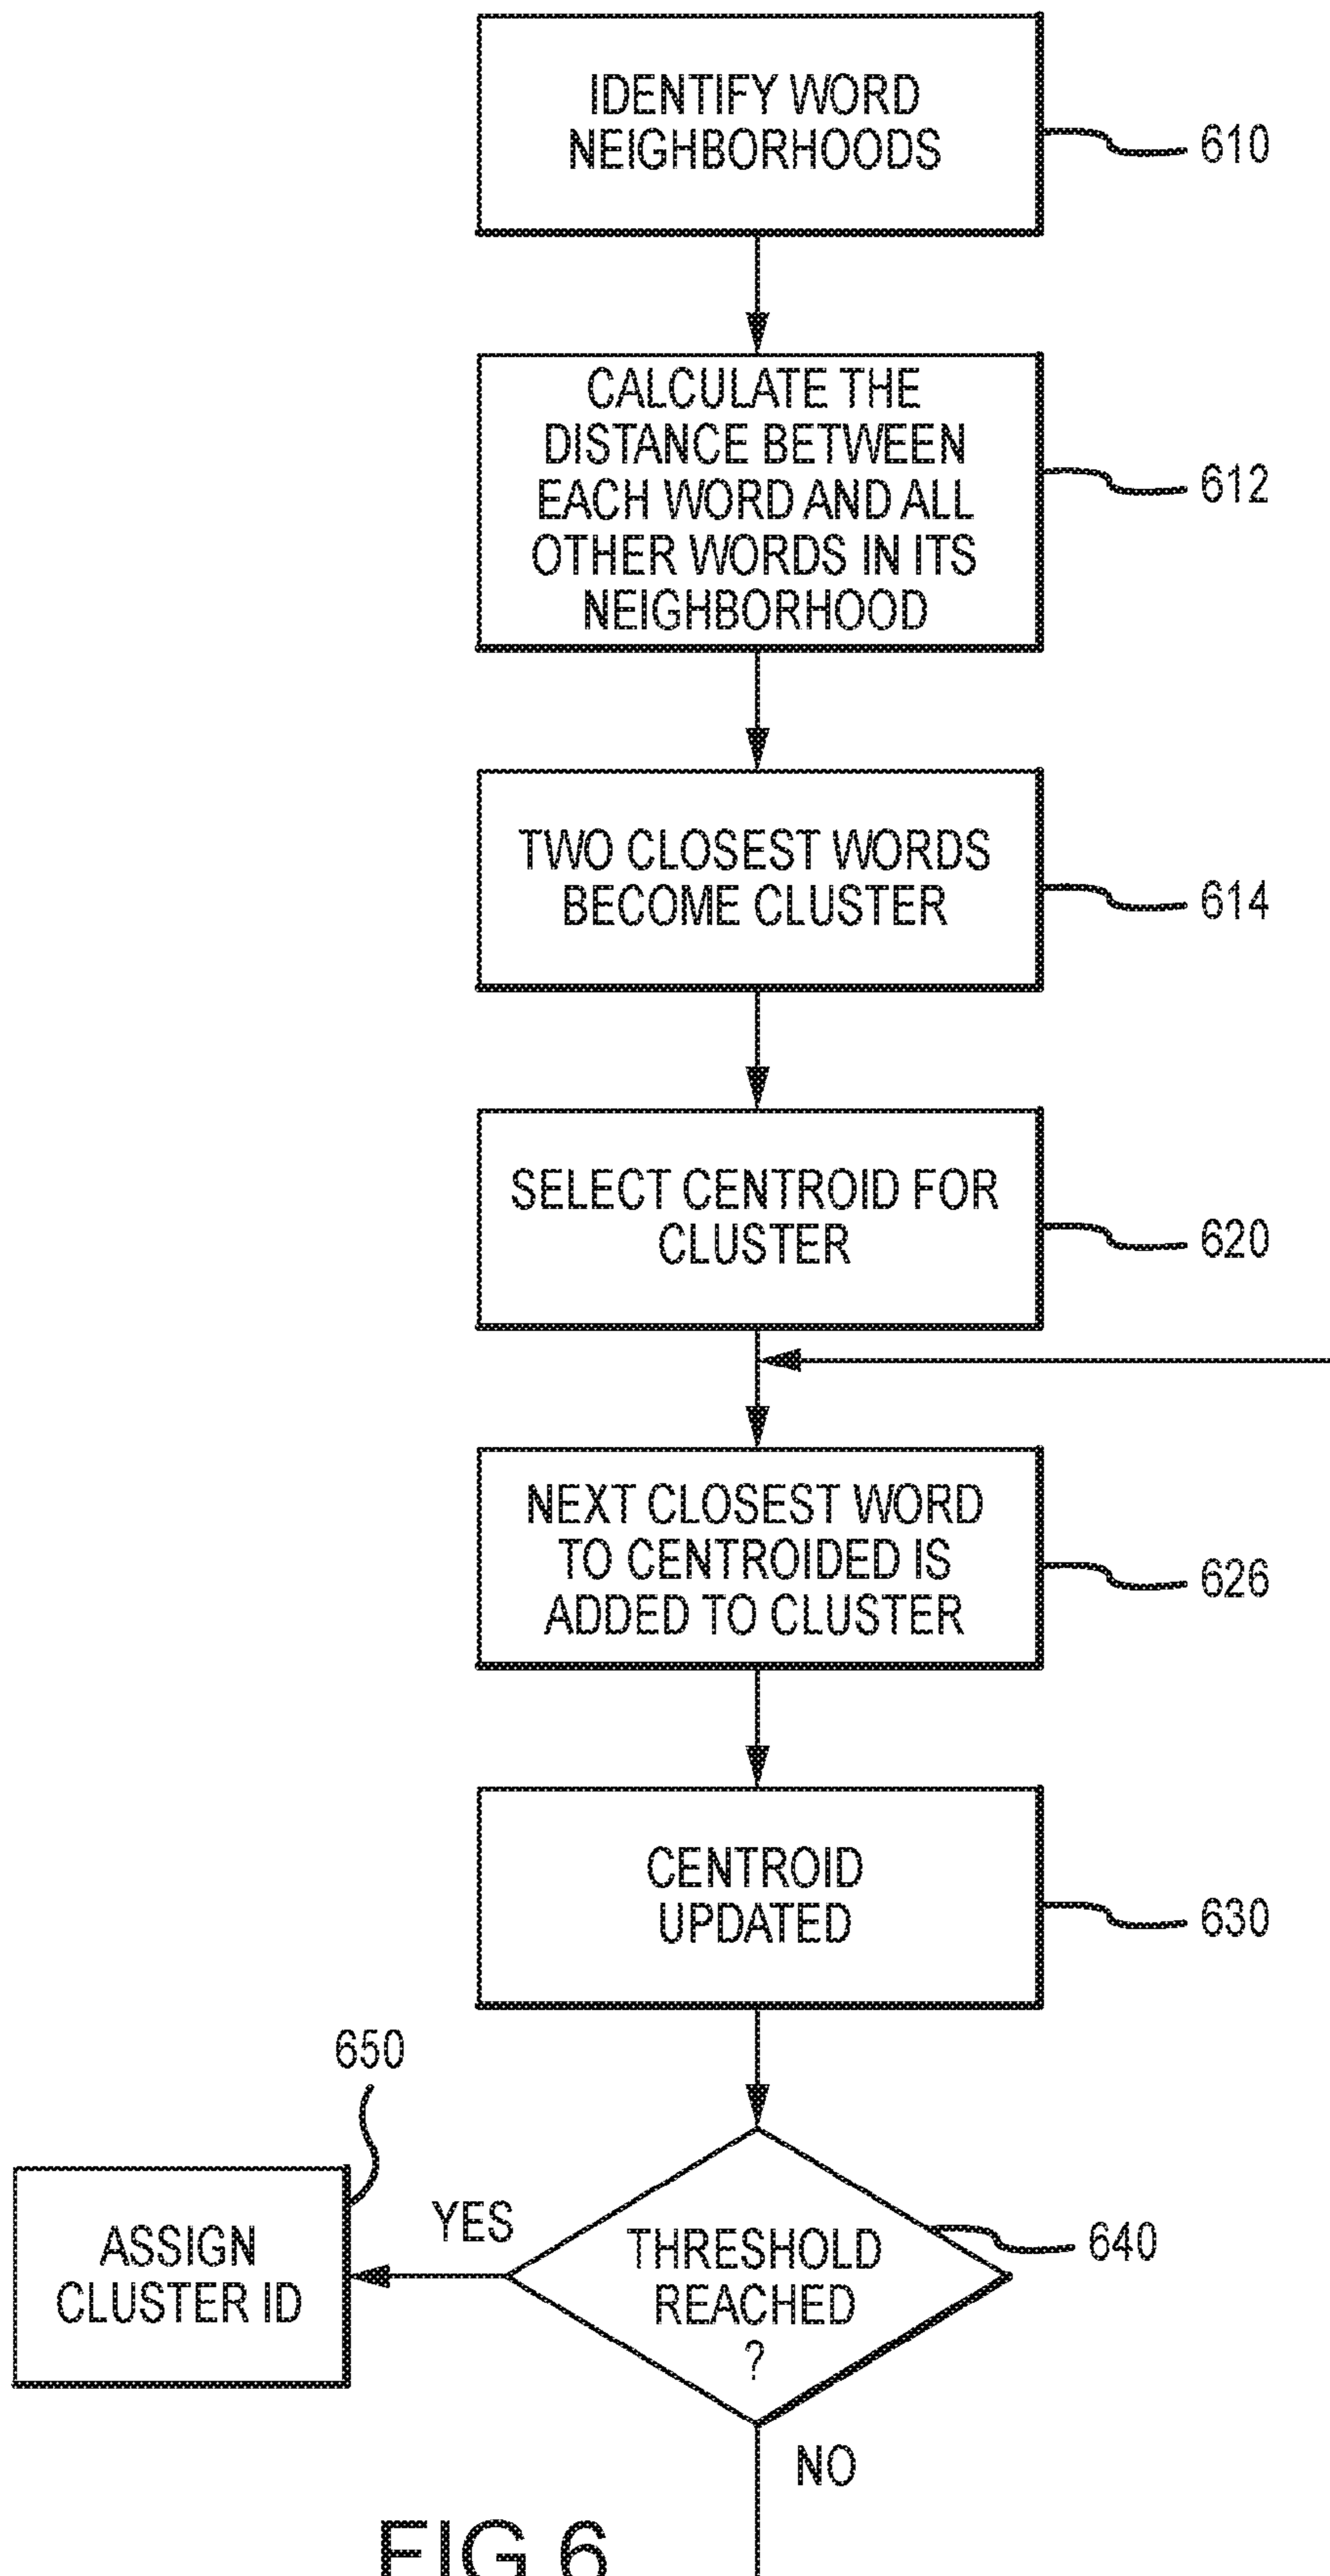 IDENTIFY WORD
NEIGHBORHOODS
610
CALCULATE THE
DISTANCE BETWEEN
EACH WORD AND ALL
OTHER WORDS IN ITS
NEIGHBORHOOD
612
TWO CLOSEST WORDS
BECOME CLUSTER
614
SELECT CENTROID FOR
CLUSTER
620
NEXT CLOSEST WORD
TO CENTROIDED IS
ADDED TO CLUSTER
626
CENTROID
UPDATED
630
650
ASSIGN
CLUSTER ID
YES
THRESHOLD
REACHED
?
640
NO
FIG.6